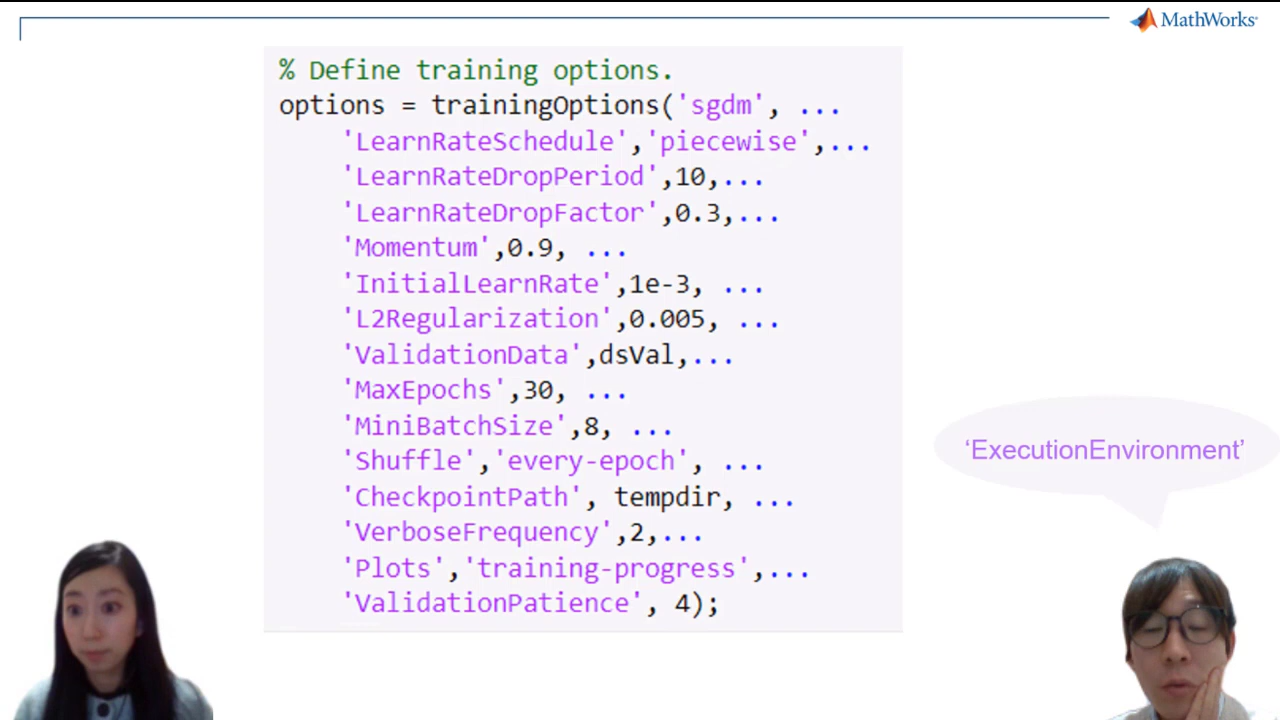 MathWorks
% Define training options.
options = trainingOptions('sgdm', ...
'LearnRateSchedule','piecewise',...
'LearnRateDropPeriod',10,...
'LearnRateDropFactor',0.3,...
'Momentum',0.9, ...
'InitialLearnRate',1e-3, ...
'L2Regularization',0.005, ...
'ValidationData',dsVal,...
'MaxEpochs',30, ...
'MiniBatchSize',8, ...
'Shuffle','every-epoch', ...
'CheckpointPath', tempdir, ...
'VerboseFrequency',2,...
'Plots','training-progress',...
'ValidationPatience', 4);
‘ExecutionEnvironment’